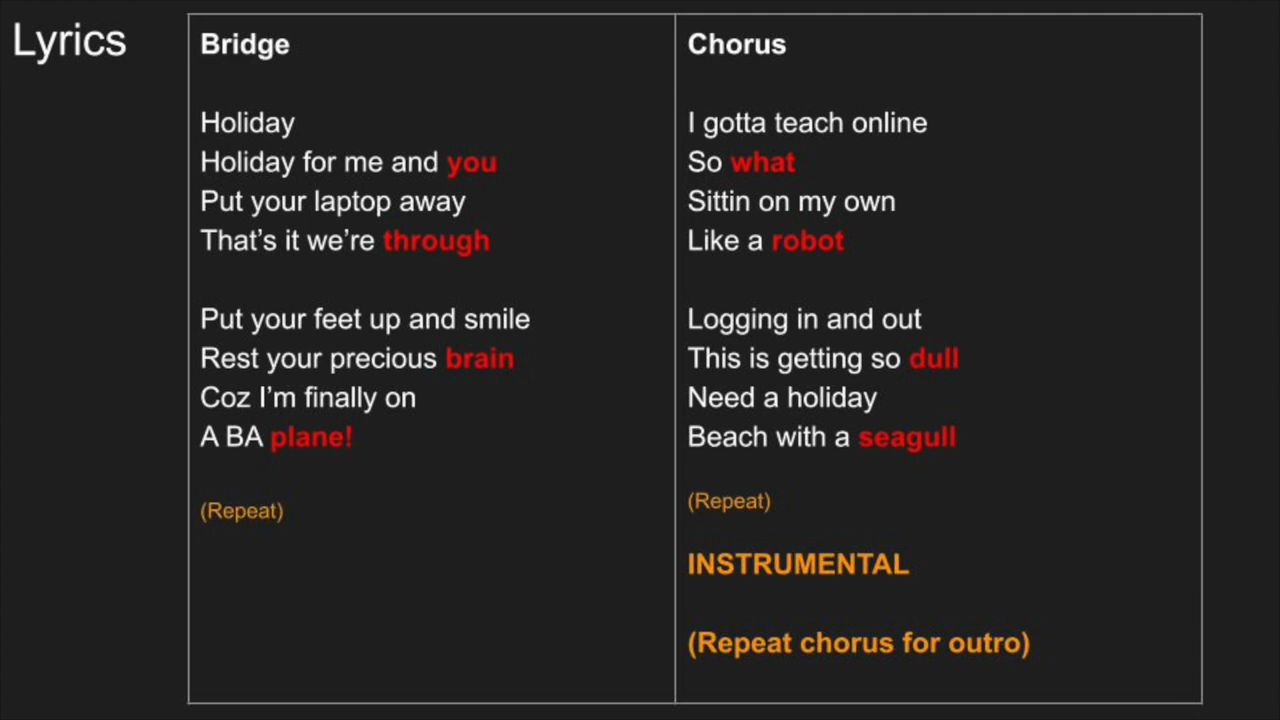 Lyrics
Bridge
Holiday
Holiday for me and you
Put your laptop away
That's it we're through
Put your feet up and smile
Rest your precious brain
Coz I'm finally on
A BA plane!
(Repeat)
Chorus
I gotta teach online
So what
Sittin on my own
Like a robot
Logging in and out
This is getting so dull
Need a holiday
Beach with a seagull
(Repeat)
INSTRUMENTAL
(Repeat chorus for outro)